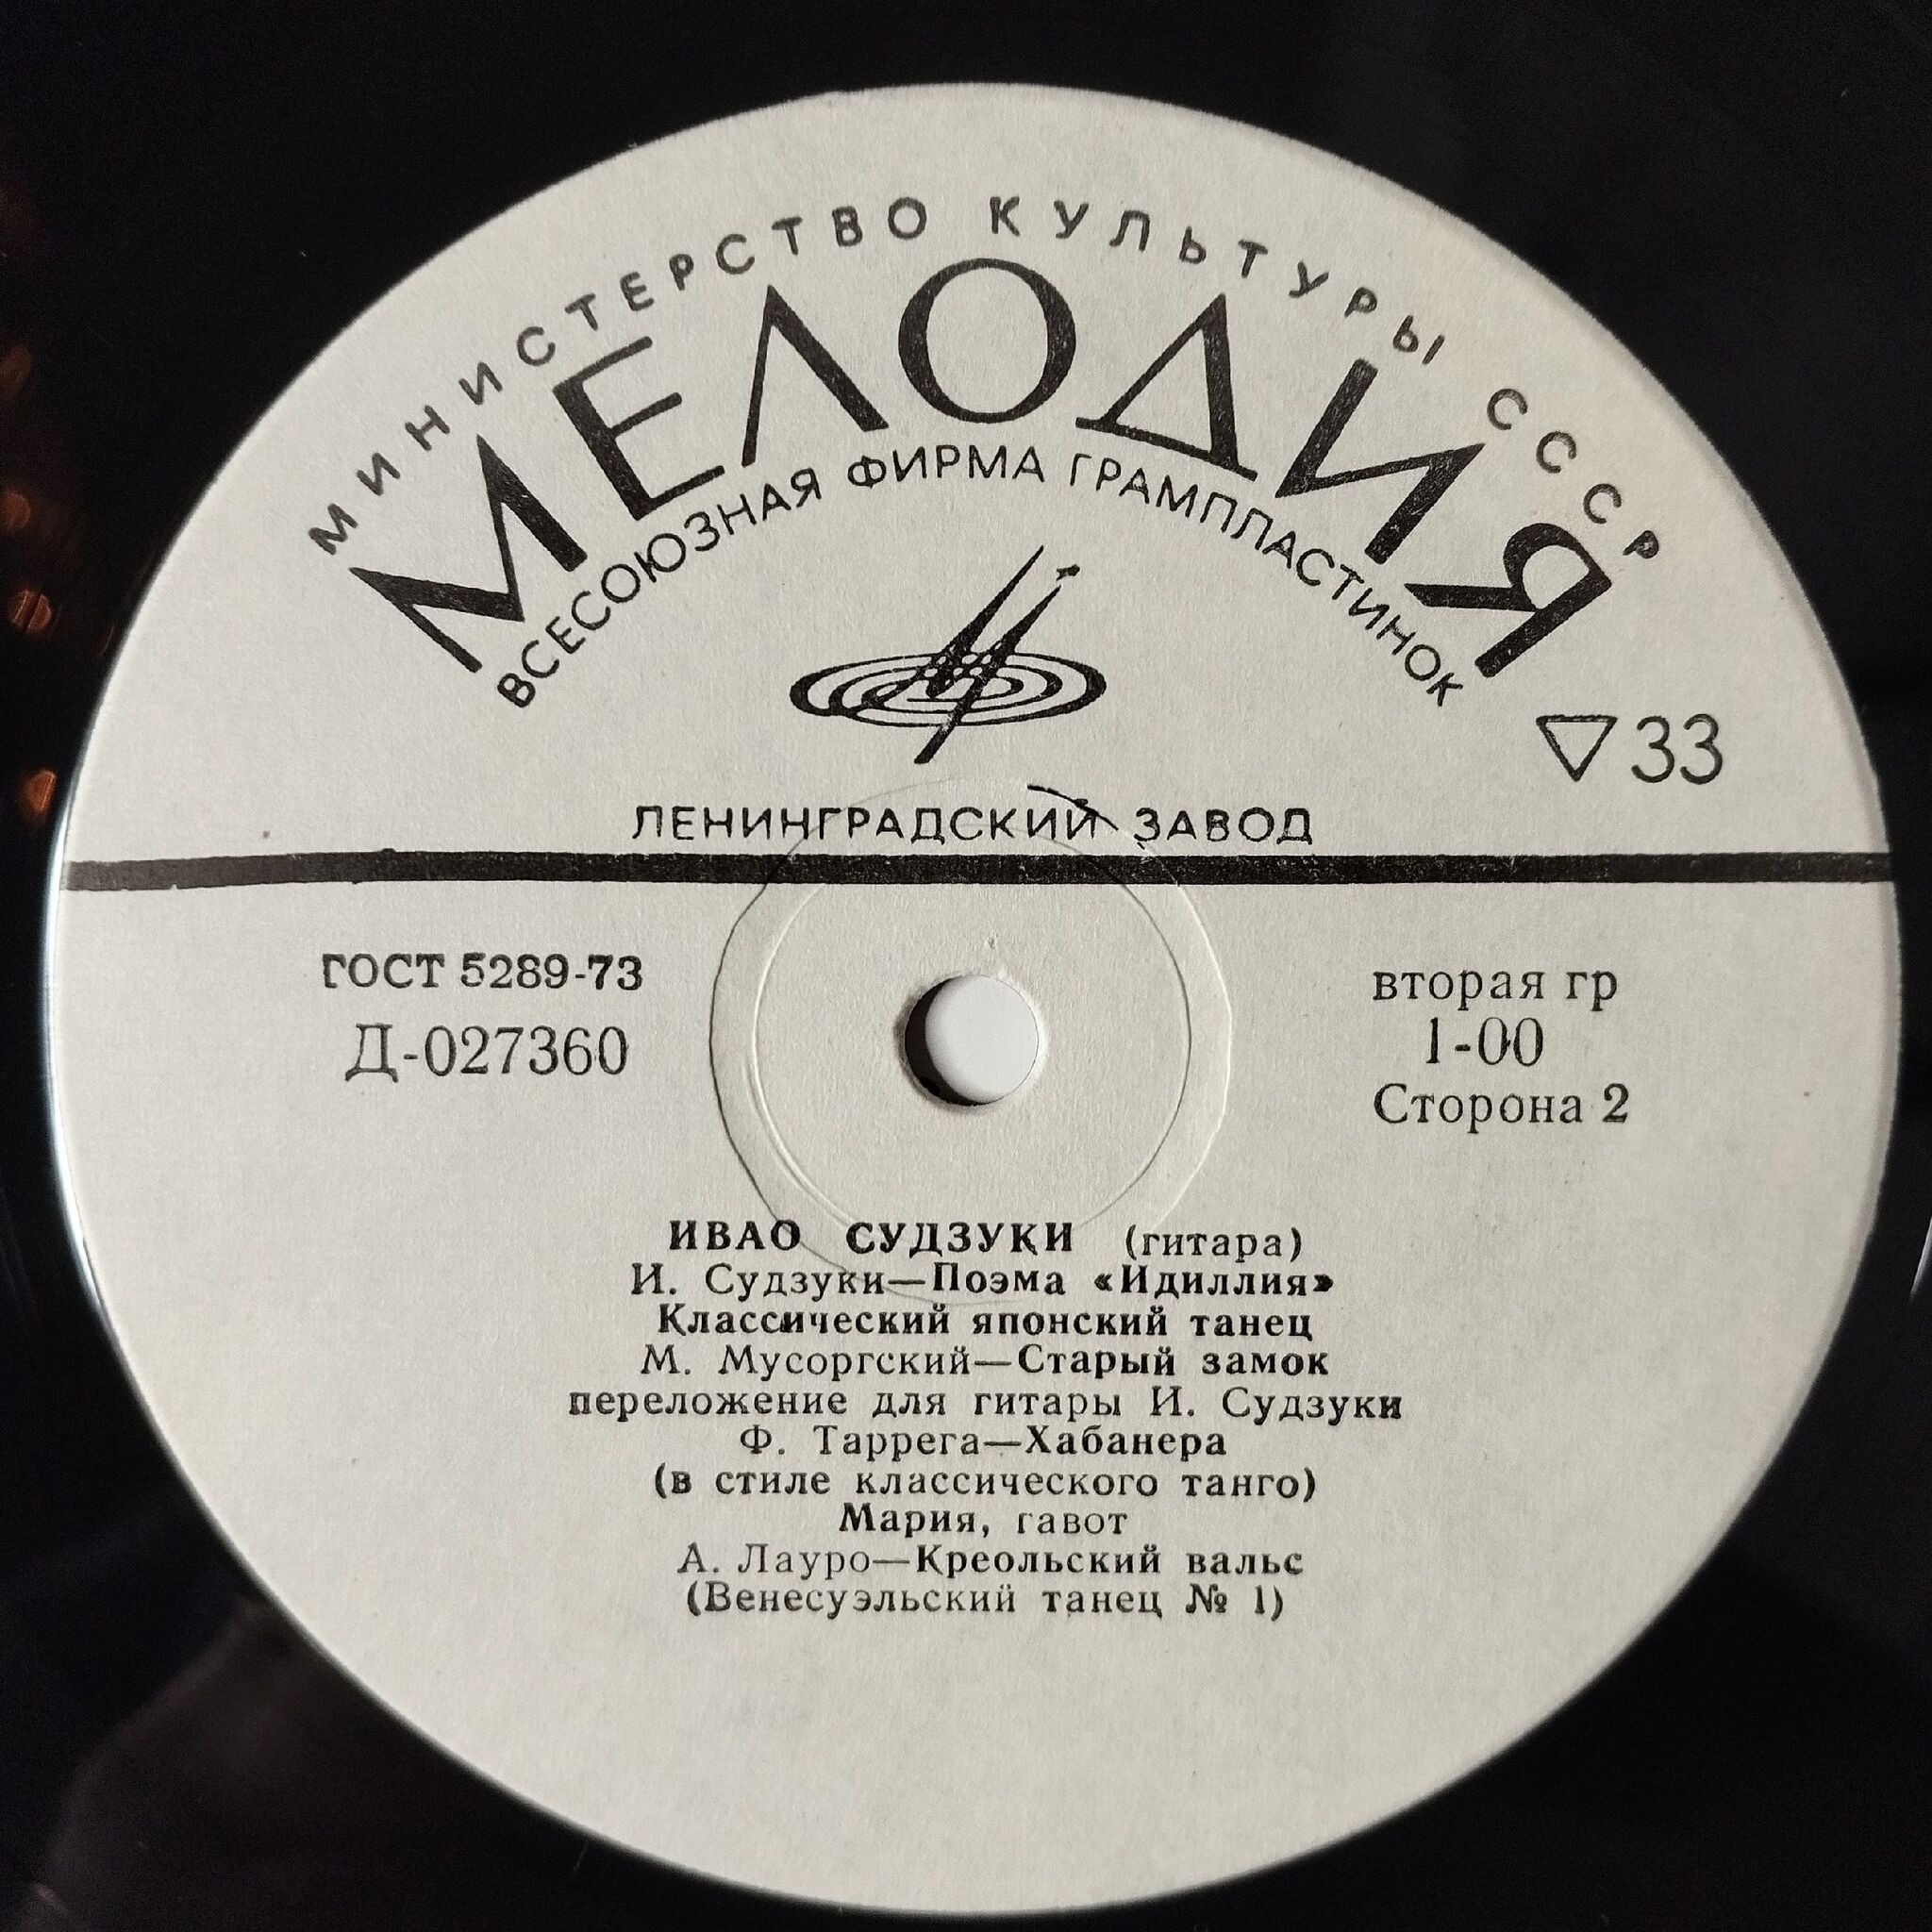 МИНИСТЕРСТВО КУЛЬТУРЫ СССР
МЕЛОДИЯ
ВСЕСОЮЗНАЯ ФИРМА ГРАМПЛАСТИНОК
33
ЛЕНИНГРАДСКИЙ ЗАВОД
ГОСТ 5289-73
Д-027360
вторая гр
1-00
Сторона 2
ИВАО СУДЗУКИ (гитара)
И. Судзуки—Поэма «Идиллия»
Классический японский танец
М. Мусоргский—Старый замок
переложение для гитары И. Судзуки
Ф. Таррега—Хабанера
(в стиле классического танго)
Мария, гавот
А. Лауро—Креольский вальс
(Венесуэльский танец № 1)